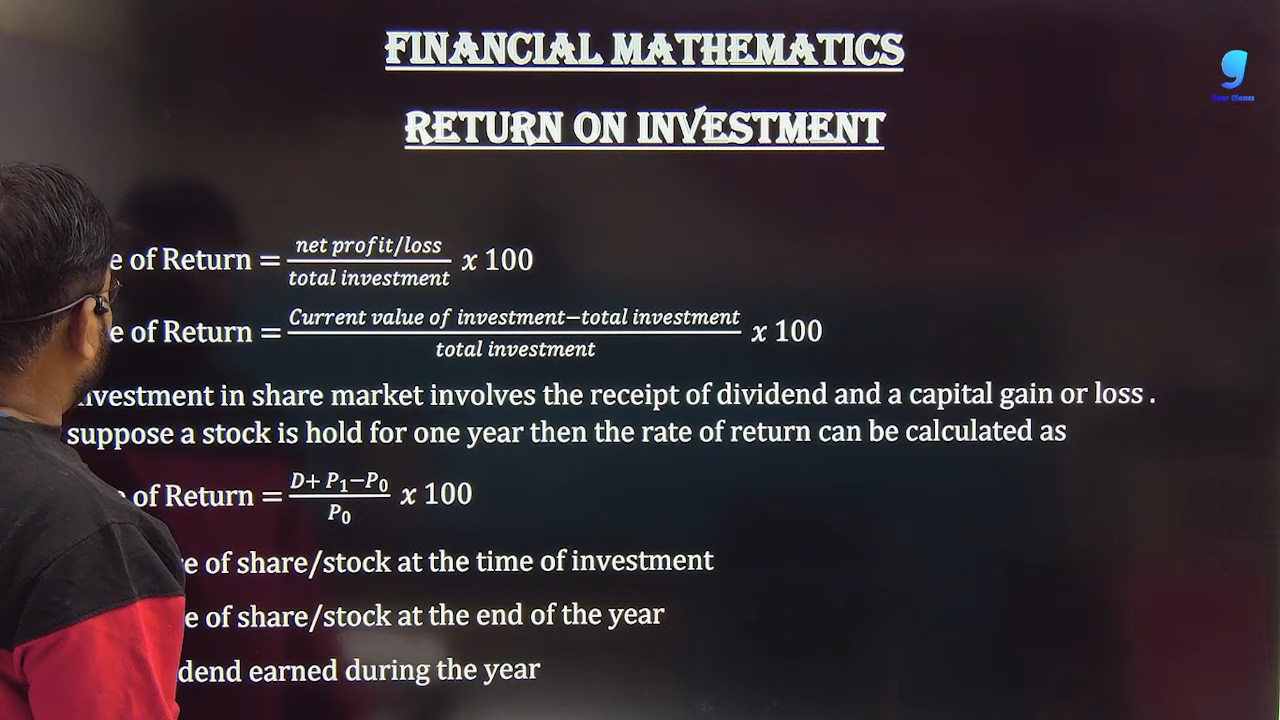 FINANCIAL MATHEMATICS
RETURN ON INVESTMENT
e of Return = net profit/loss / total investment x 100
e of Return = Current value of investment−total investment / total investment x 100
nvestment in share market involves the receipt of dividend and a capital gain or loss .
suppose a stock is hold for one year then the rate of return can be calculated as
of Return = D+ P₁−P₀ / P₀ x 100
e of share/stock at the time of investment
e of share/stock at the end of the year
dend earned during the year